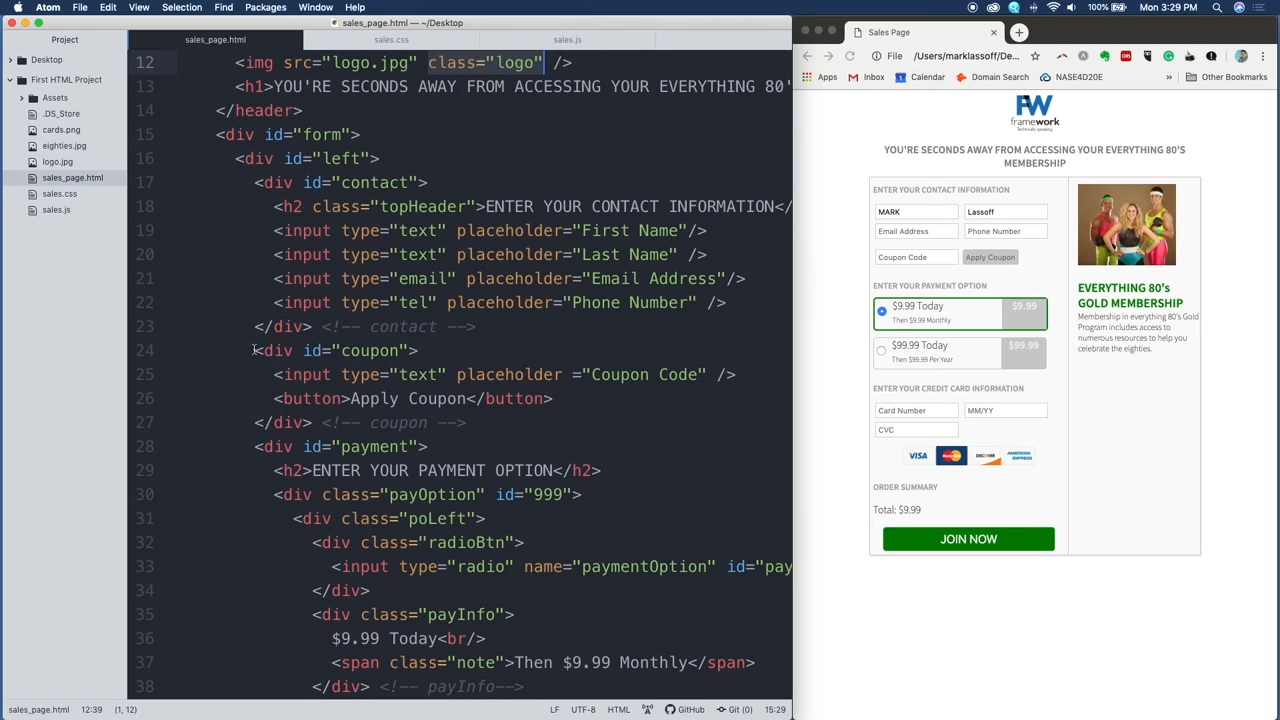 Atom File Edit View Selection Find Packages Window Help
100% Mon 3:29 PM
sales_page.html — ~/Desktop
Project
Desktop
First HTML Project
Assets
.DS_Store
cards.png
eighties.jpg
logo.jpg
sales_page.html
sales.css
sales.js
sales_page.html sales.css sales.js
12 <img src="logo.jpg" class="logo" />
13 <h1>YOU'RE SECONDS AWAY FROM ACCESSING YOUR EVERYTHING 80'
14 </header>
15 <div id="form">
16 <div id="left">
17 <div id="contact">
18 <h2 class="topHeader">ENTER YOUR CONTACT INFORMATION</
19 <input type="text" placeholder="First Name"/>
20 <input type="text" placeholder="Last Name" />
21 <input type="email" placeholder="Email Address"/>
22 <input type="tel" placeholder="Phone Number" />
23 </div> <!-- contact -->
24 <div id="coupon">
25 <input type="text" placeholder ="Coupon Code" />
26 <button>Apply Coupon</button>
27 </div> <!-- coupon -->
28 <div id="payment">
29 <h2>ENTER YOUR PAYMENT OPTION</h2>
30 <div class="payOption" id="999">
31 <div class="poLeft">
32 <div class="radioBtn">
33 <input type="radio" name="paymentOption" id="pay
34 </div>
35 <div class="payInfo">
36 $9.99 Today<br/>
37 <span class="note">Then $9.99 Monthly</span>
38 </div> <!-- payInfo-->
sales_page.html 12:39 (1, 12)
LF UTF-8 HTML GitHub Git (0) 15:29
Sales Page
File /Users/marklassoff/De...
Apps Inbox Calendar Domain Search NASE4D20E » Other Bookmarks
FW
framework
Technically speaking
YOU'RE SECONDS AWAY FROM ACCESSING YOUR EVERYTHING 80'S
MEMBERSHIP
ENTER YOUR CONTACT INFORMATION
MARK Lassoff
Email Address Phone Number
Coupon Code Apply Coupon
ENTER YOUR PAYMENT OPTION
$9.99 Today $9.99
Then $9.99 Monthly
$99.99 Today $99.99
Then $99.99 Per Year
ENTER YOUR CREDIT CARD INFORMATION
Card Number MM/YY
CVC
VISA MasterCard DISCOVER AMERICAN EXPRESS
ORDER SUMMARY
Total: $9.99
JOIN NOW
EVERYTHING 80's
GOLD MEMBERSHIP
Membership in everything 80's Gold
Program includes access to
numerous resources to help you
celebrate the eighties.